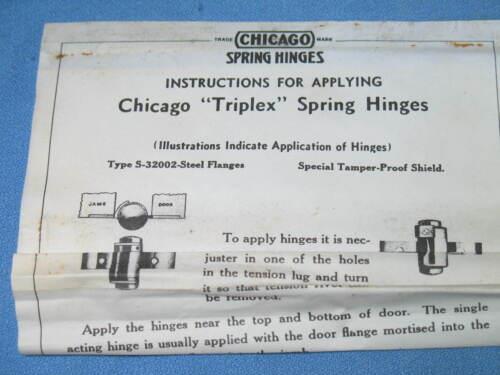 TRADE CHICAGO MARK
SPRING HINGES
INSTRUCTIONS FOR APPLYING
Chicago "Triplex" Spring Hinges
(Illustrations Indicate Application of Hinges)
Type S-32002-Steel Flanges
Special Tamper-Proof Shield.
JAMB
DOOR
To apply hinges it is nec-
juster in one of the holes
in the tension lug and turn
it so that tension rivet can
be removed.
Apply the hinges near the top and bottom of door. The single
acting hinge is usually applied with the door flange mortised into the